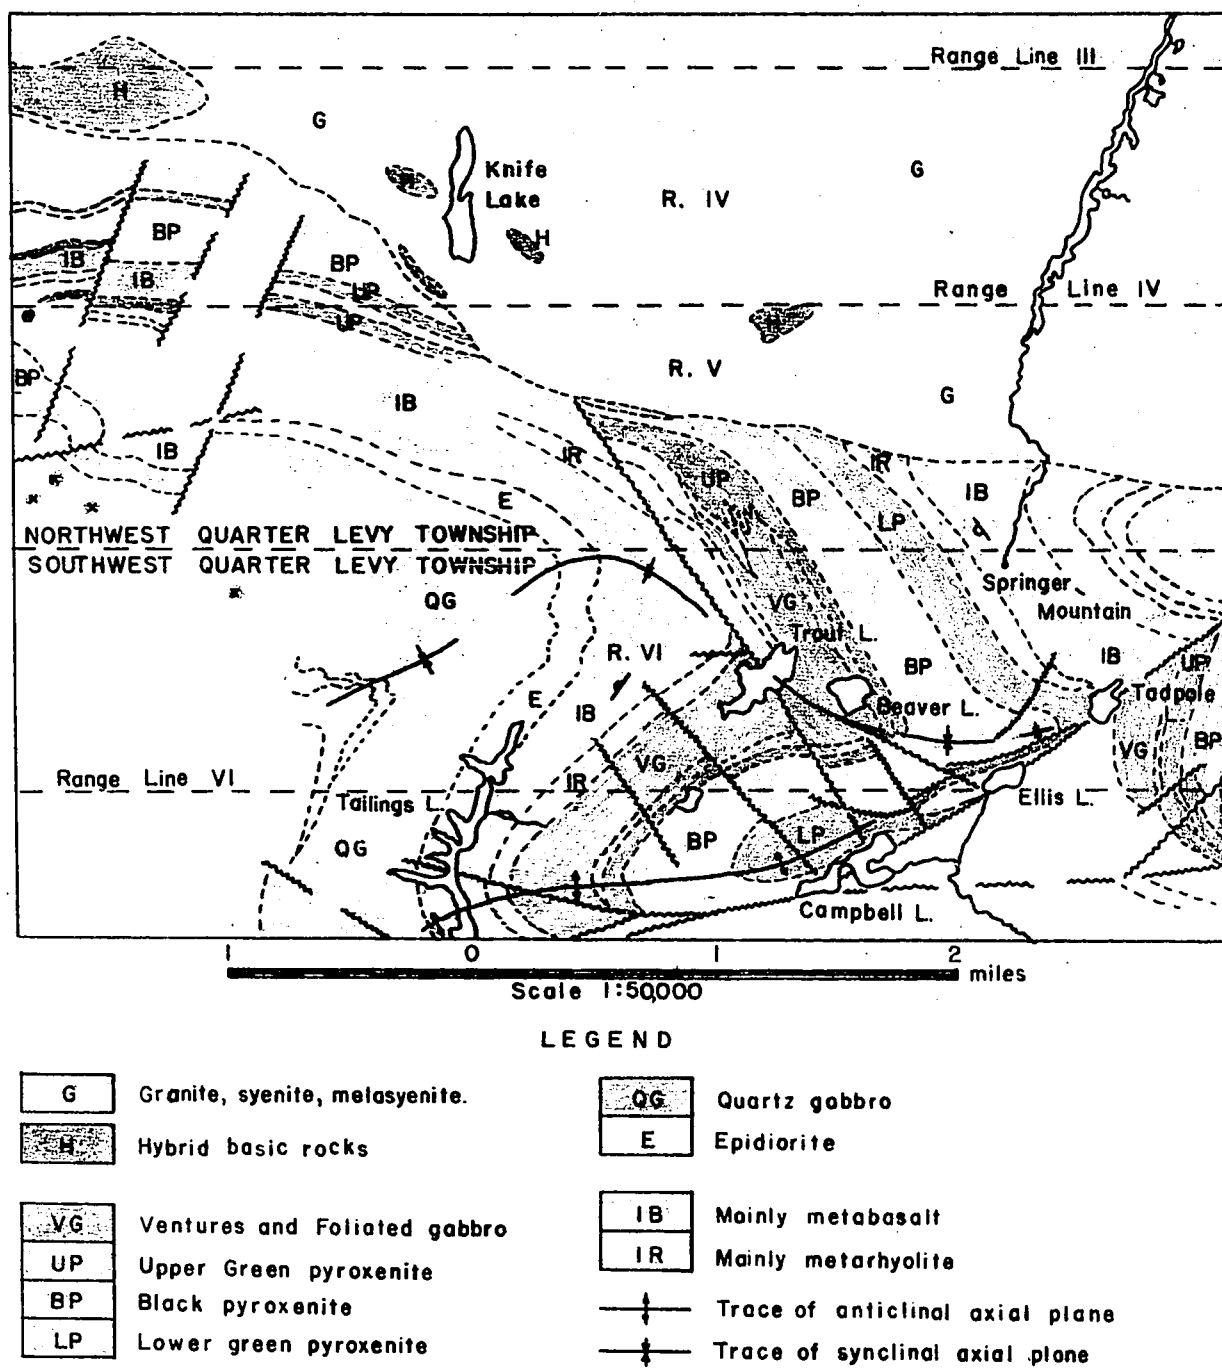 Range Line III
H
G
Knife
Lake
H
G
R. IV
BP
H
IB
IB
BP
UP
Range Line IV
UP
H
BP
R. V
G
IB
IR
IB
UP
BP
IR
IB
E
LP
NORTHWEST QUARTER LEVY TOWNSHIP
SOUTHWEST QUARTER LEVY TOWNSHIP
Springer
Mountain
QG
VG
Trout L.
R. VI
BP
IB
UP
E
IB
Beaver L.
Tadpole
L.
VG
BP
VG
Range Line VI
IR
Tailings L.
Ellis L.
QG
BP
LP
Campbell L.
1 0 1 2 miles
Scale 1:50,000
LEGEND
G Granite, syenite, metasyenite.
H Hybrid basic rocks
VG Ventures and Foliated gabbro
UP Upper Green pyroxenite
BP Black pyroxenite
LP Lower green pyroxenite
QG Quartz gabbro
E Epidiorite
IB Mainly metabasalt
IR Mainly metarhyolite
Trace of anticlinal axial plane
Trace of synclinal axial plane